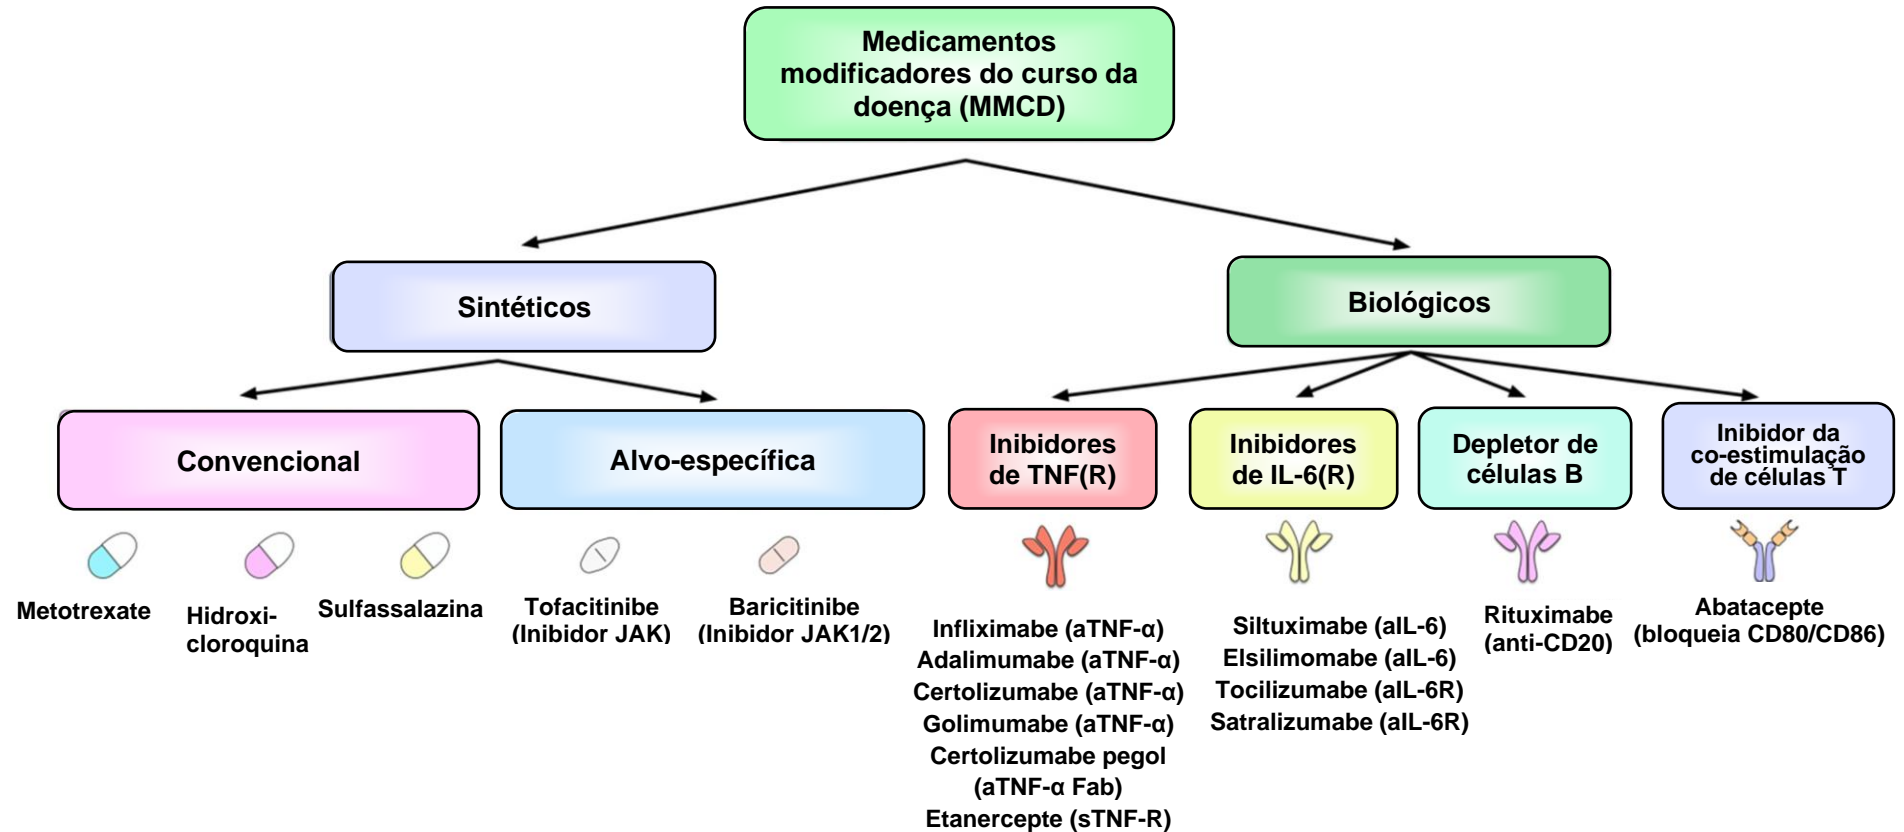 Medicamentos
modificadores do curso da
doença (MMCD)
Sintéticos
Biológicos
Convencional
Alvo-específica
Inibidores
de TNF(R)
Inibidores
de IL-6(R)
Depletor de
células B
Inibidor da
co-estimulação
de células T
Metotrexate
Hidroxi-
cloroquina
Sulfassalazina
Tofacitinibe
(Inibidor JAK)
Baricitinibe
(Inibidor JAK1/2)
Infliximabe (aTNF-α)
Adalimumabe (aTNF-α)
Certolizumabe (aTNF-α)
Golimumabe (aTNF-α)
Certolizumabe pegol
(aTNF-α Fab)
Etanercepte (sTNF-R)
Siltuximabe (aIL-6)
Elsilimomabe (aIL-6)
Tocilizumabe (aIL-6R)
Satralizumabe (aIL-6R)
Rituximabe
(anti-CD20)
Abatacepte
(bloqueia CD80/CD86)